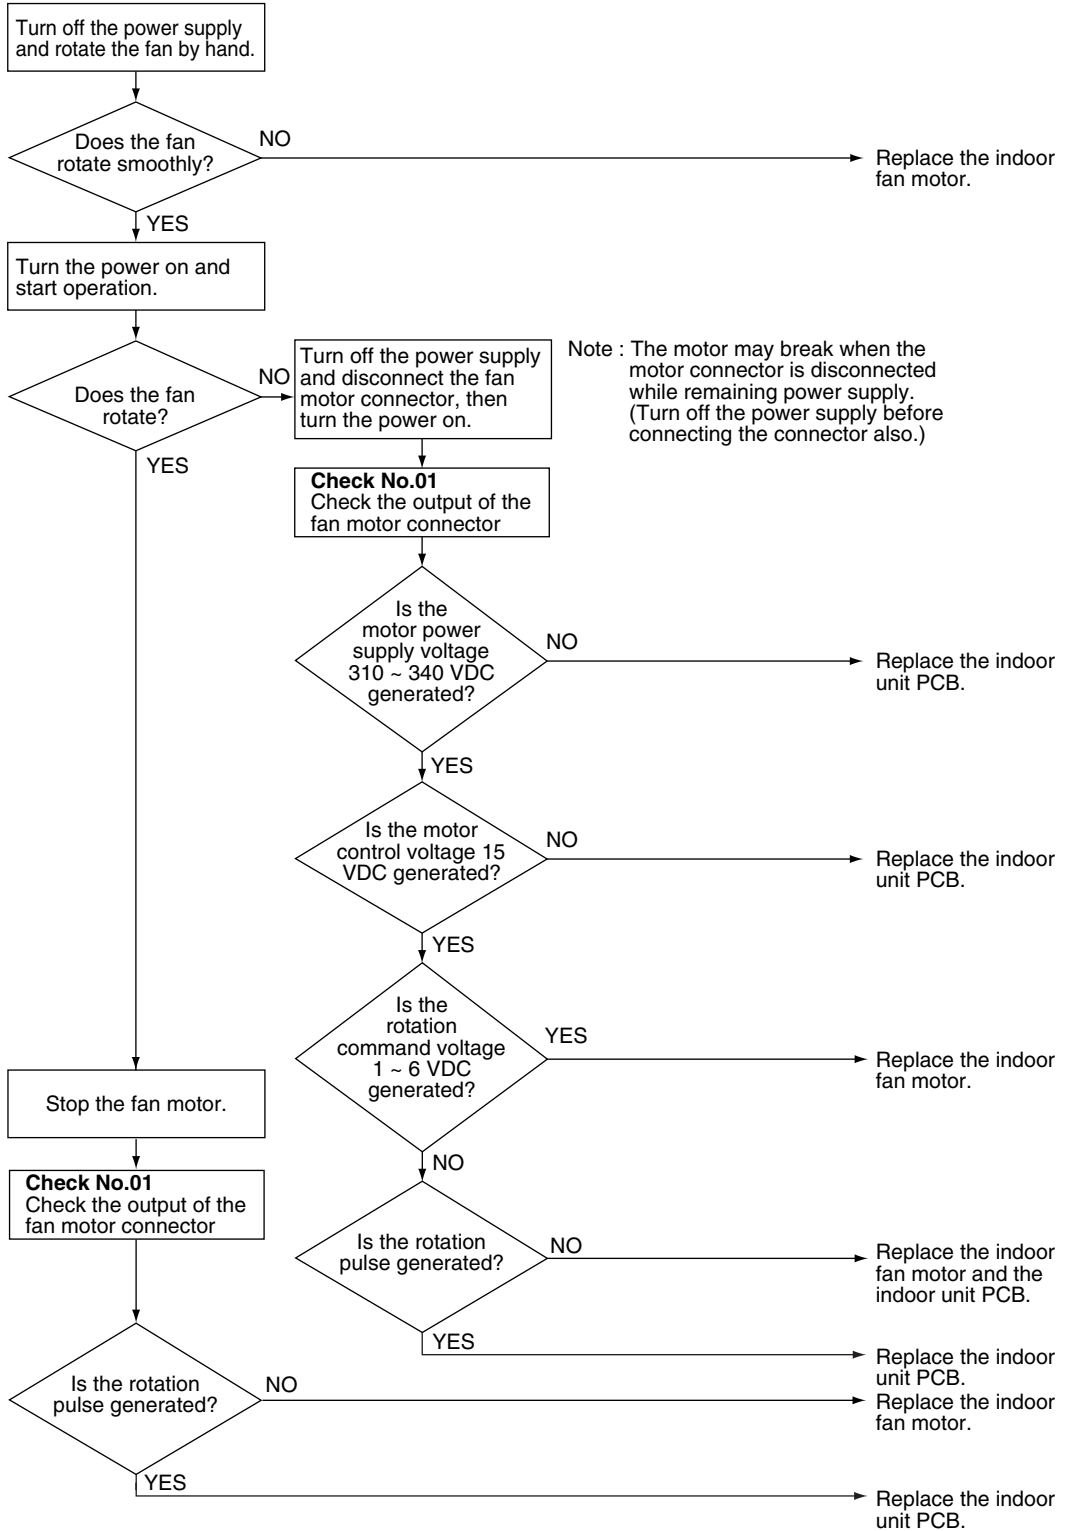 Turn off the power supply
and rotate the fan by hand.
Does the fan
rotate smoothly?
NO
Replace the indoor
fan motor.
YES
Turn the power on and
start operation.
Does the fan
rotate?
NO
Turn off the power supply
and disconnect the fan
motor connector, then
turn the power on.
Note : The motor may break when the
motor connector is disconnected
while remaining power supply.
(Turn off the power supply before
connecting the connector also.)
YES
Check No.01
Check the output of the
fan motor connector
Is the
motor power
supply voltage
310 ~ 340 VDC
generated?
NO
Replace the indoor
unit PCB.
YES
Is the motor
control voltage 15
VDC generated?
NO
Replace the indoor
unit PCB.
YES
Is the
rotation
command voltage
1 ~ 6 VDC
generated?
YES
Replace the indoor
fan motor.
NO
Stop the fan motor.
Check No.01
Check the output of the
fan motor connector
Is the rotation
pulse generated?
NO
Replace the indoor
fan motor and the
indoor unit PCB.
YES
Replace the indoor
unit PCB.
Is the rotation
pulse generated?
NO
Replace the indoor
fan motor.
YES
Replace the indoor
unit PCB.